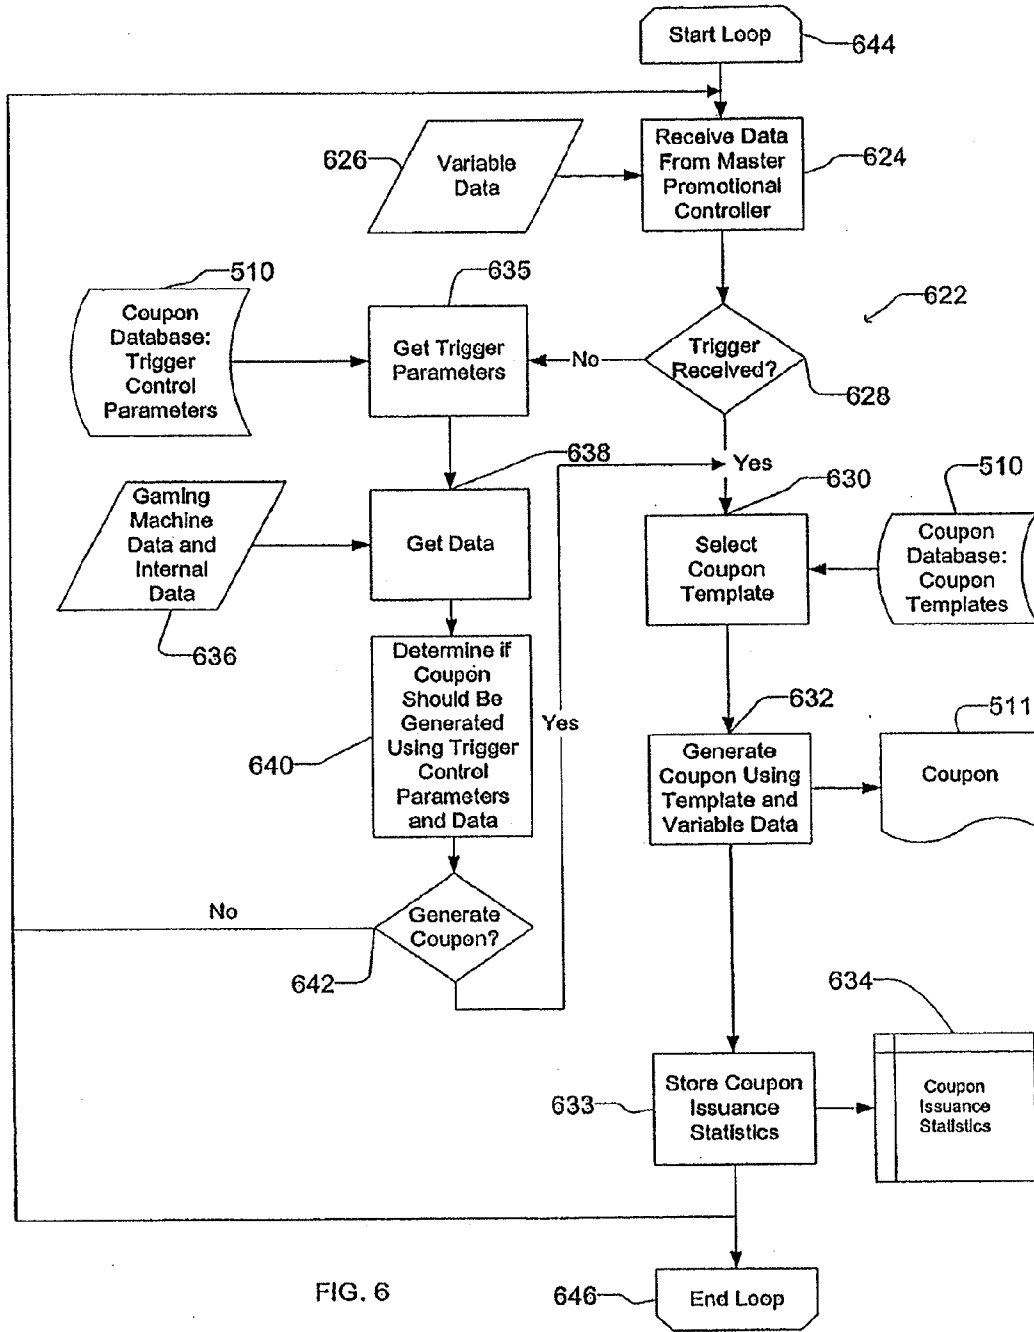 Start Loop
644
Receive Data
From Master
Promotional
Controller
624
626
Variable
Data
635
510
Coupon
Database:
Trigger
Control
Parameters
Get Trigger
Parameters
No
Trigger
Received?
622
628
638
Yes
Gaming
Machine
Data and
Internal
Data
636
Get Data
630
510
Select
Coupon
Template
Coupon
Database:
Coupon
Templates
Determine if
Coupon
Should Be
Generated
Using Trigger
Control
Parameters
and Data
640
Yes
632
511
Generate
Coupon Using
Template and
Variable Data
Coupon
No
Generate
Coupon?
642
634
633
Store Coupon
Issuance
Statistics
Coupon
Issuance
Statistics
FIG. 6
646
End Loop